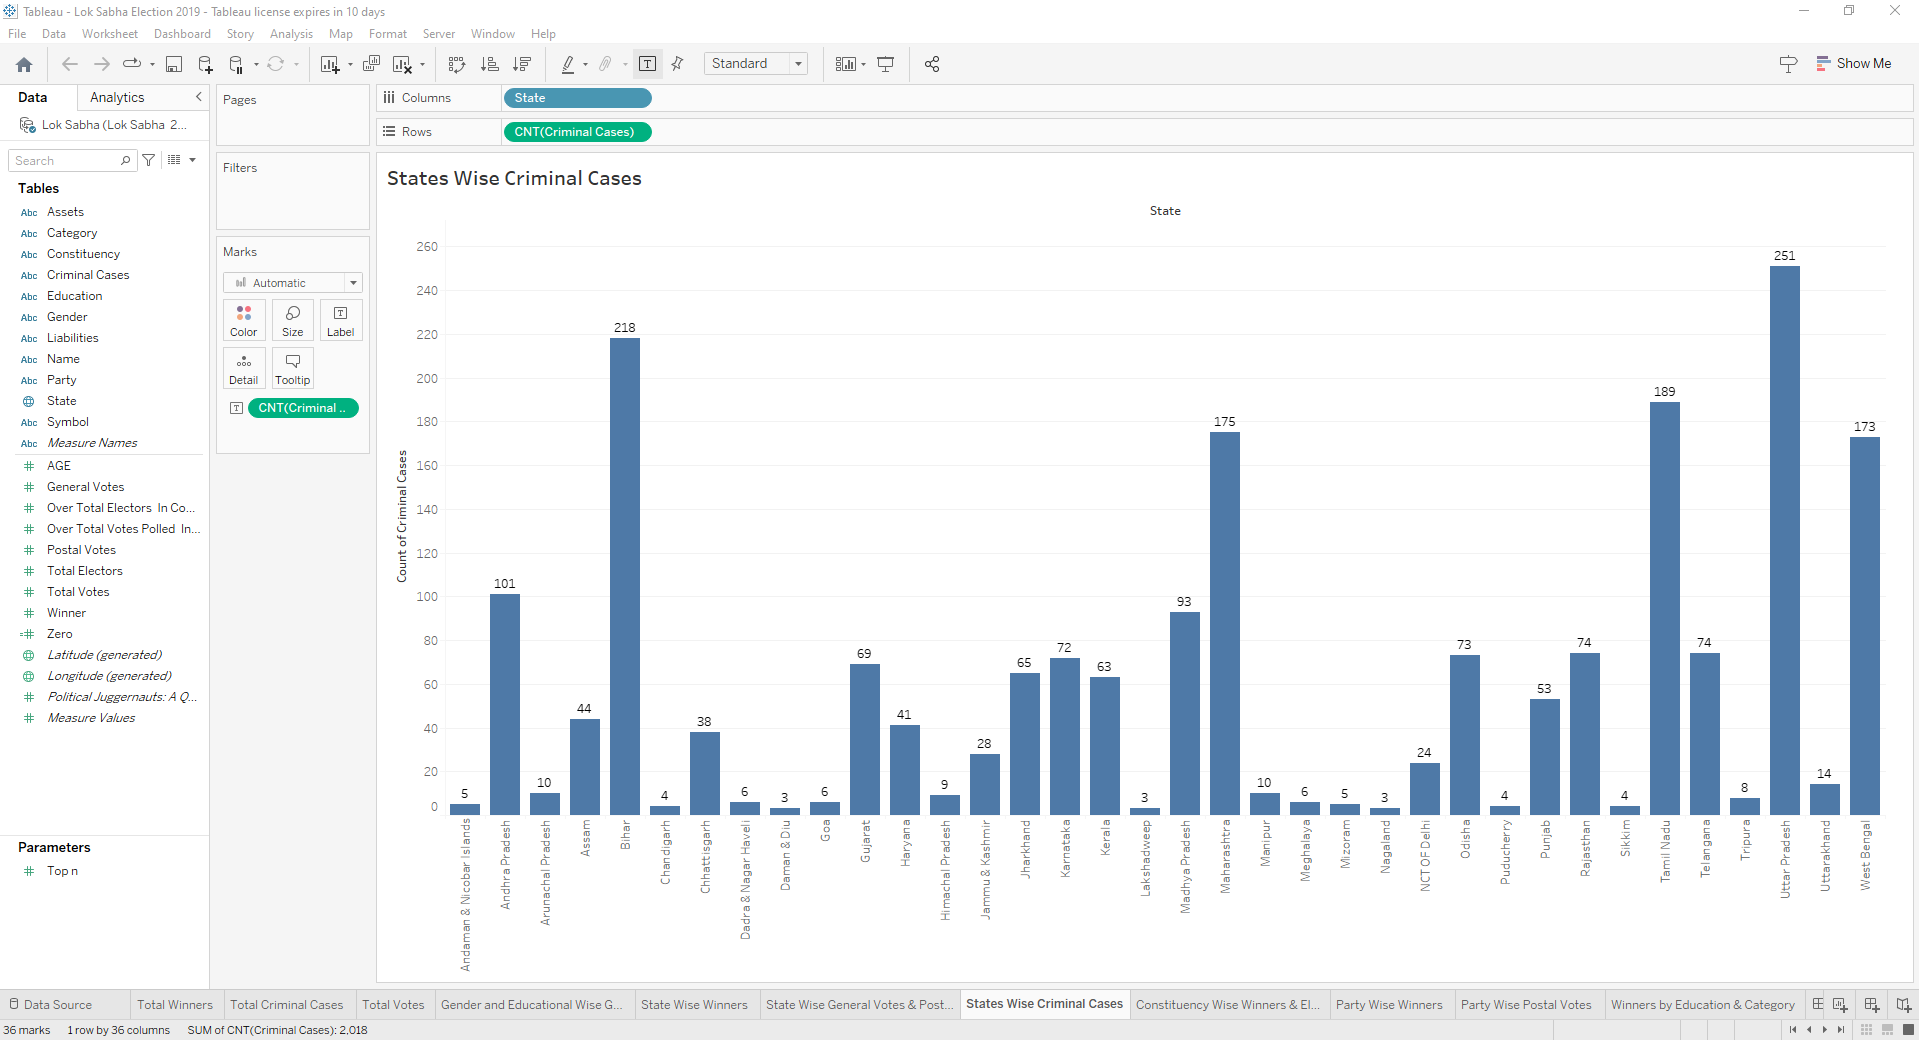 Tableau - Lok Sabha Election 2019 - Tableau license expires in 10 days
File Data Worksheet Dashboard Story Analysis Map Format Server Window Help
Standard
Show Me
Data Analytics
Lok Sabha (Lok Sabha 2...
Search
Tables
Abc Assets
Abc Category
Abc Constituency
Abc Criminal Cases
Abc Education
Abc Gender
Abc Liabilities
Abc Name
Abc Party
State
Abc Symbol
Abc Measure Names
# AGE
# General Votes
# Over Total Electors In Co...
# Over Total Votes Polled In...
# Postal Votes
# Total Electors
# Total Votes
# Winner
=# Zero
Latitude (generated)
Longitude (generated)
# Political Juggernauts: A Q...
# Measure Values
Parameters
# Top n
Pages
Filters
Marks
Automatic
Color Size Label
Detail Tooltip
T CNT(Criminal ..
Columns State
Rows CNT(Criminal Cases)
States Wise Criminal Cases
State
Count of Criminal Cases
260
240
220
200
180
160
140
120
100
80
60
40
20
0
5
101
10
44
218
4
38
6
3
6
69
41
9
28
65
72
63
3
93
175
10
6
5
3
24
73
4
53
74
4
189
74
8
251
14
173
Andaman & Nicobar Islands
Andhra Pradesh
Arunachal Pradesh
Assam
Bihar
Chandigarh
Chhattisgarh
Dadra & Nagar Haveli
Daman & Diu
Goa
Gujarat
Haryana
Himachal Pradesh
Jammu & Kashmir
Jharkhand
Karnataka
Kerala
Lakshadweep
Madhya Pradesh
Maharashtra
Manipur
Meghalaya
Mizoram
Nagaland
NCT OF Delhi
Odisha
Puducherry
Punjab
Rajasthan
Sikkim
Tamil Nadu
Telangana
Tripura
Uttar Pradesh
Uttarakhand
West Bengal
Data Source Total Winners Total Criminal Cases Total Votes Gender and Educational Wise G... State Wise Winners State Wise General Votes & Post... States Wise Criminal Cases Constituency Wise Winners & El... Party Wise Winners Party Wise Postal Votes Winners by Education & Category
36 marks 1 row by 36 columns SUM of CNT(Criminal Cases): 2,018